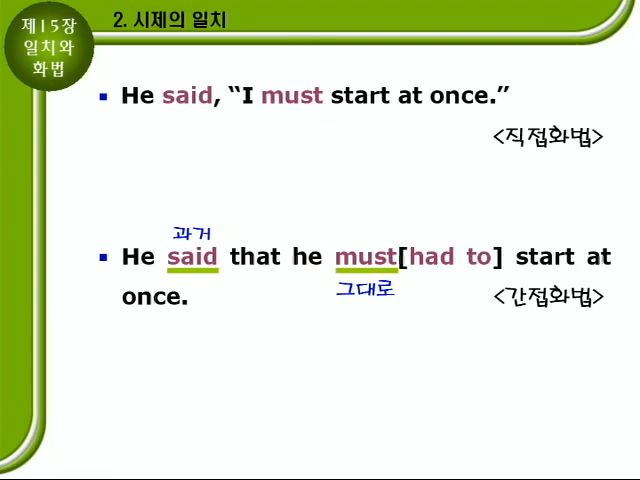 제15장
일치와
화법
2. 시제의 일치
▪ He said, “I must start at once.”
<직접화법>
과거
▪ He said that he must[had to] start at
그대로
once. <간접화법>